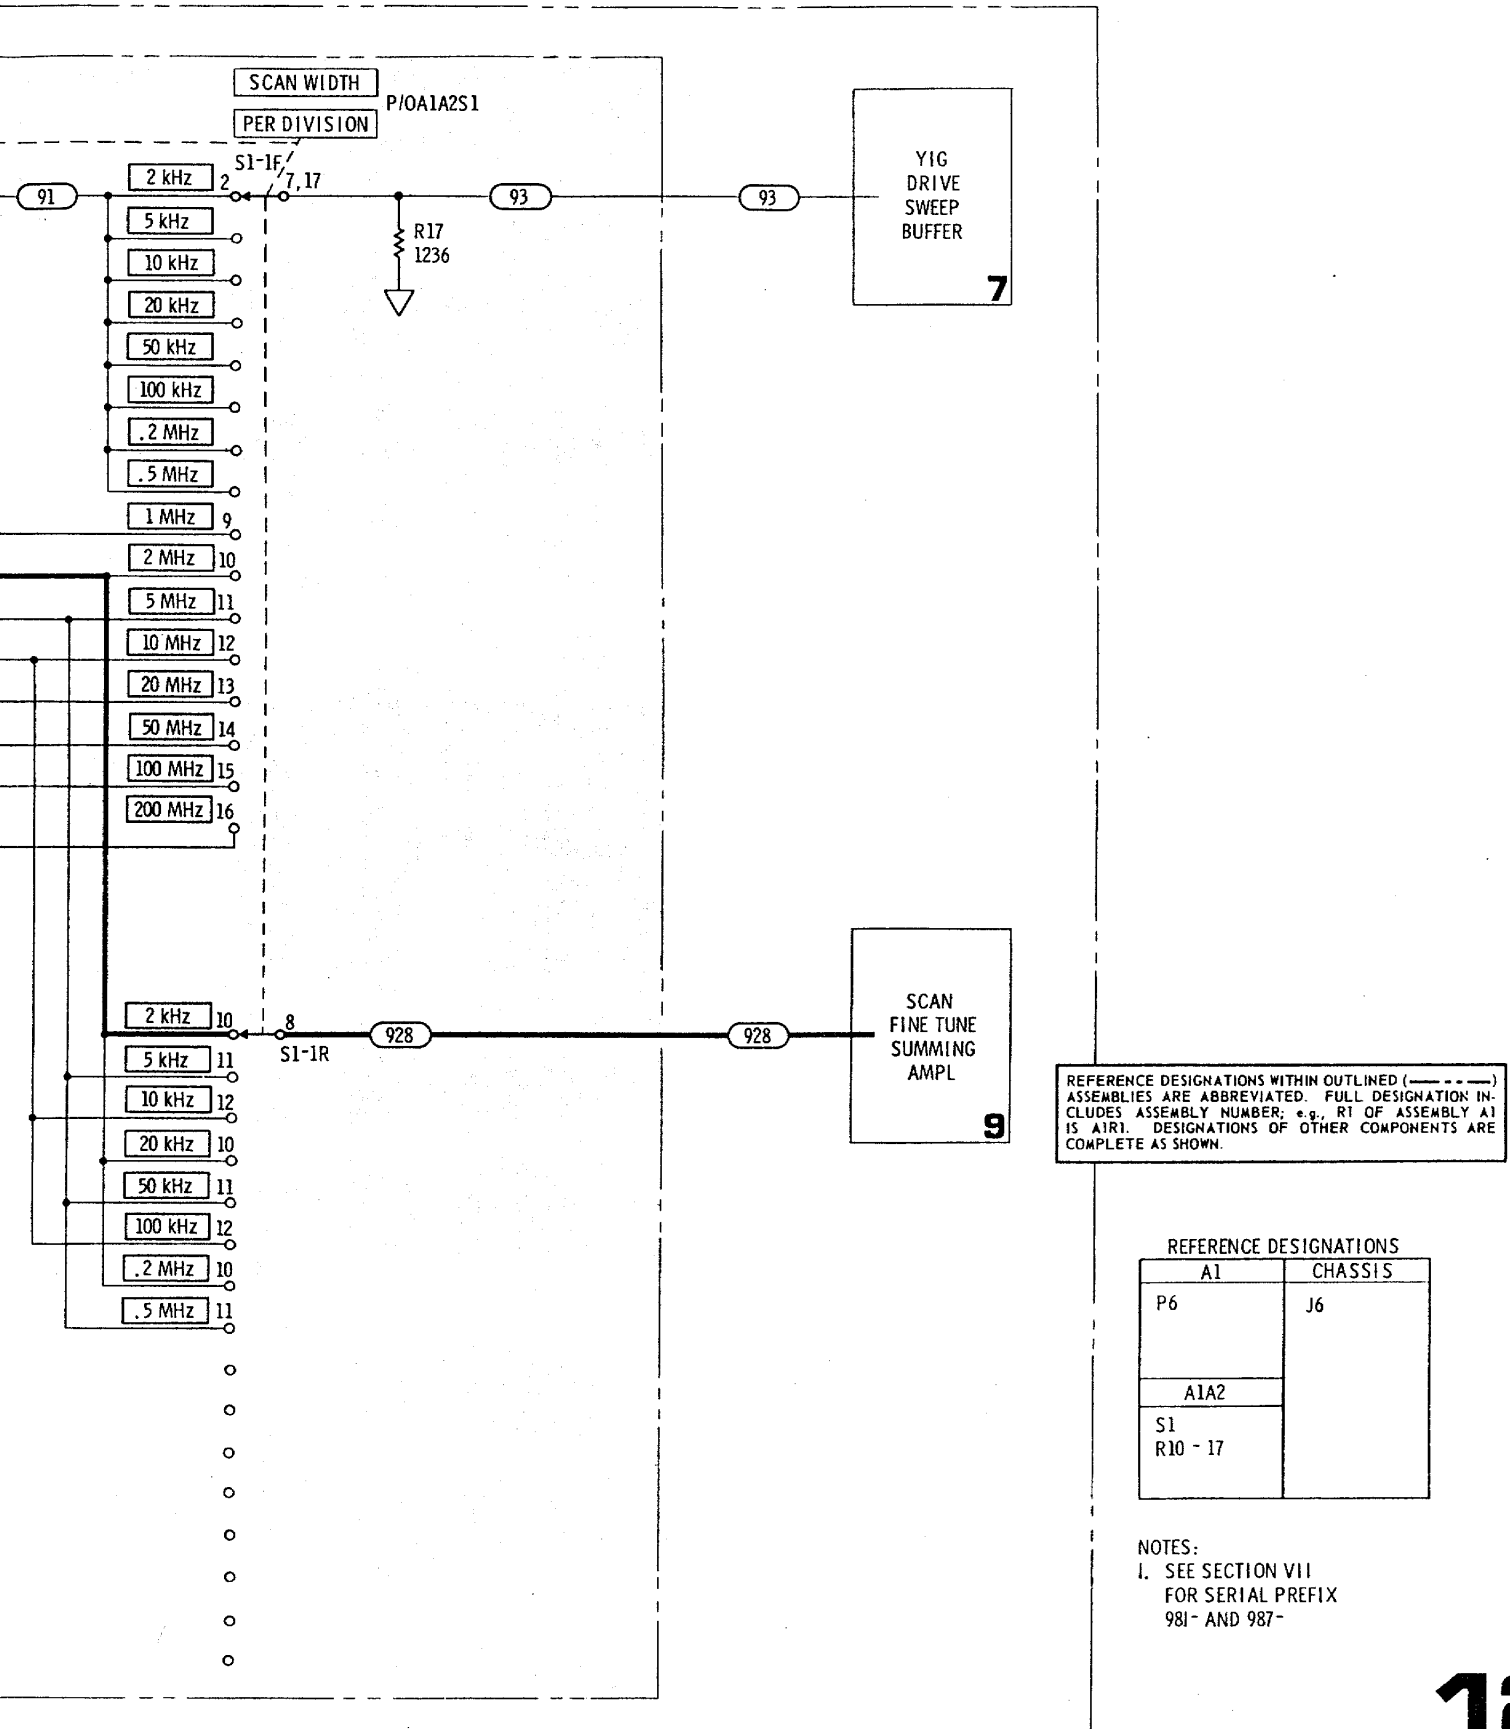 SCAN WIDTH
PER DIVISION
P/OA1A2S1
S1-1F
7, 17
91
2 kHz 2
93
93
5 kHz
10 kHz
20 kHz
50 kHz
100 kHz
.2 MHz
.5 MHz
1 MHz 9
2 MHz 10
5 MHz 11
10 MHz 12
20 MHz 13
50 MHz 14
100 MHz 15
200 MHz 16
R17
1236
YIG
DRIVE
SWEEP
BUFFER
7
2 kHz 10
8
S1-1R
928
928
5 kHz 11
10 kHz 12
20 kHz 10
50 kHz 11
100 kHz 12
.2 MHz 10
.5 MHz 11
SCAN
FINE TUNE
SUMMING
AMPL
9
REFERENCE DESIGNATIONS WITHIN OUTLINED (—— - - ——)
ASSEMBLIES ARE ABBREVIATED. FULL DESIGNATION IN-
CLUDES ASSEMBLY NUMBER; e.g., R1 OF ASSEMBLY A1
IS A1R1. DESIGNATIONS OF OTHER COMPONENTS ARE
COMPLETE AS SHOWN.
REFERENCE DESIGNATIONS
A1 CHASSIS
P6 J6
A1A2
S1
R10 - 17
NOTES:
1. SEE SECTION VII
FOR SERIAL PREFIX
981- AND 987-